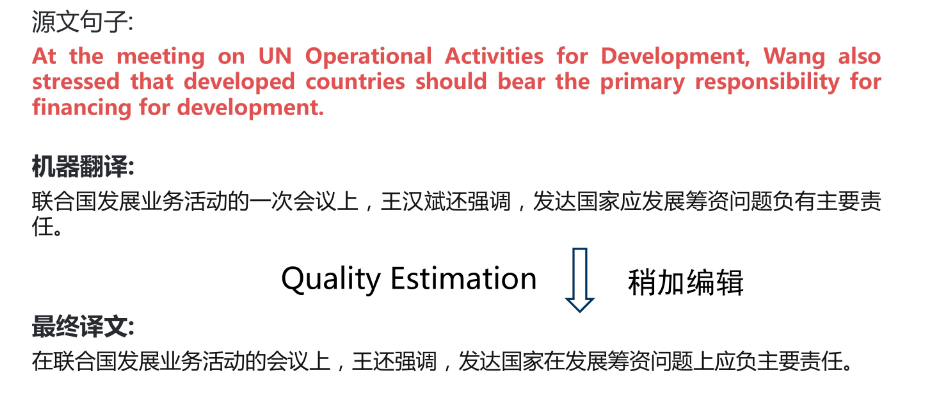 源文句子:
At the meeting on UN Operational Activities for Development, Wang also
stressed that developed countries should bear the primary responsibility for
financing for development.
机器翻译:
联合国发展业务活动的一次会议上，王汉斌还强调，发达国家应发展筹资问题负有主要责
任。
Quality Estimation 稍加编辑
最终译文:
在联合国发展业务活动的会议上，王还强调，发达国家在发展筹资问题上应负主要责任。